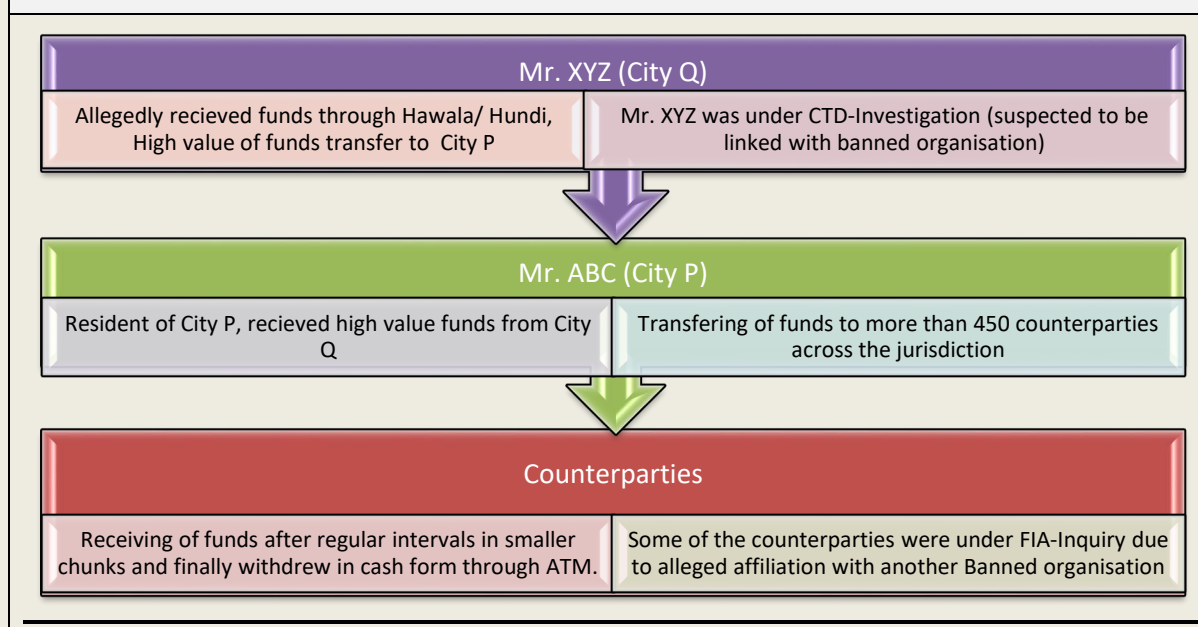 Mr. XYZ (City Q)
Allegedly recieved funds through Hawala/ Hundi,
High value of funds transfer to  City P
Mr. XYZ was under CTD-Investigation (suspected to be
linked with banned organisation)
Mr. ABC (City P)
Resident of City P, recieved high value funds from City
Q
Transfering of funds to more than 450 counterparties
across the jurisdiction
Counterparties
Receiving of funds after regular intervals in smaller
chunks and finally withdrew in cash form through ATM.
Some of the counterparties were under FIA-Inquiry due
to alleged affiliation with another Banned organisation